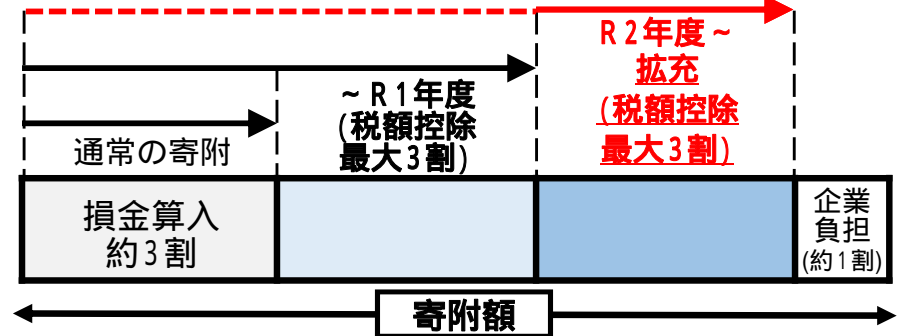 R2年度~
拡充
(税額控除
最大3割)
~R1年度
(税額控除
最大3割)
通常の寄附
損金算入
約3割
企業
負担
(約1割)
寄附額